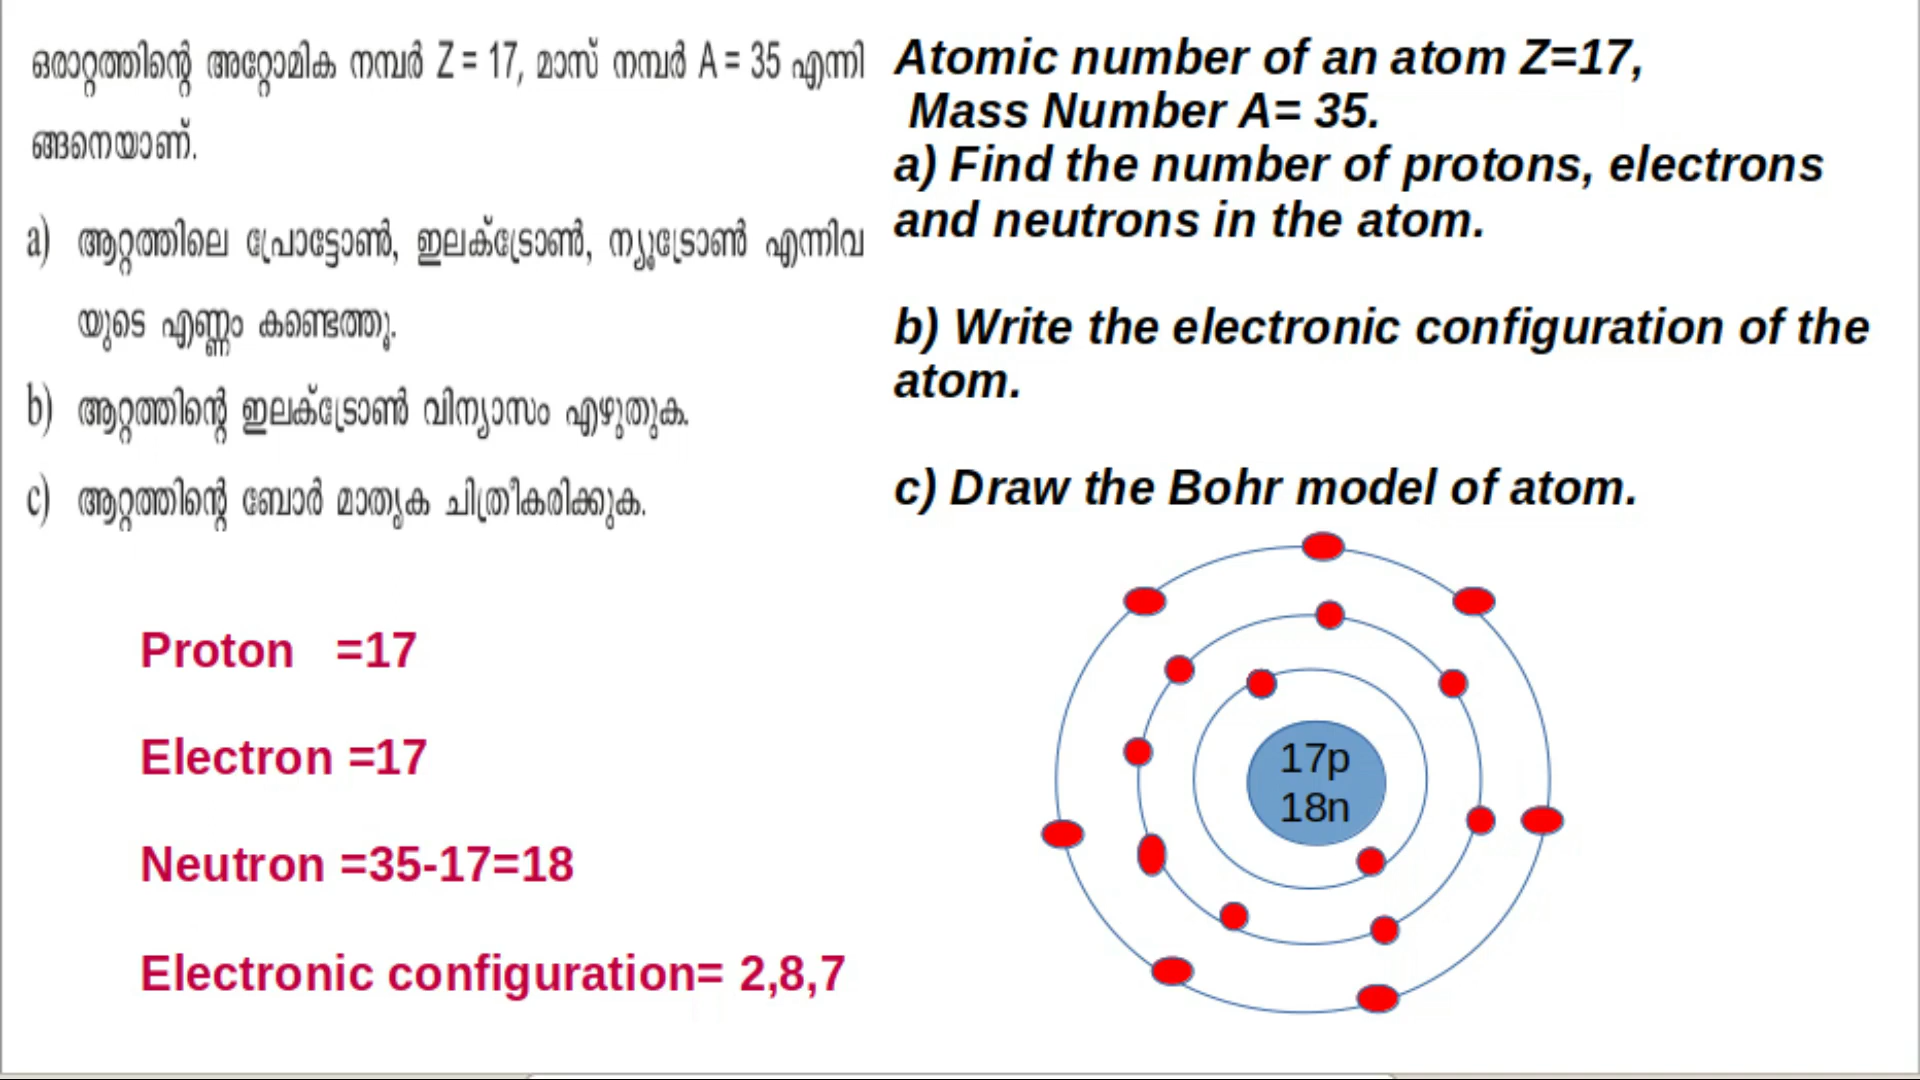 ഒരാറ്റത്തിന്റെ അറ്റോമിക നമ്പർ Z = 17, മാസ് നമ്പർ A = 35 എന്നി
ങ്ങനെയാണ്.
a) ആറ്റത്തിലെ പ്രോട്ടോൺ, ഇലക്ട്രോൺ, ന്യൂട്രോൺ എന്നിവ
യുടെ എണ്ണം കണ്ടെത്തൂ.
b) ആറ്റത്തിന്റെ ഇലക്ട്രോൺ വിന്യാസം എഴുതുക.
c) ആറ്റത്തിന്റെ ബോർ മാതൃക ചിത്രീകരിക്കുക.
Atomic number of an atom Z=17,
Mass Number A= 35.
a) Find the number of protons, electrons
and neutrons in the atom.
b) Write the electronic configuration of the
atom.
c) Draw the Bohr model of atom.
Proton =17
Electron =17
Neutron =35-17=18
Electronic configuration= 2,8,7
17p
18n